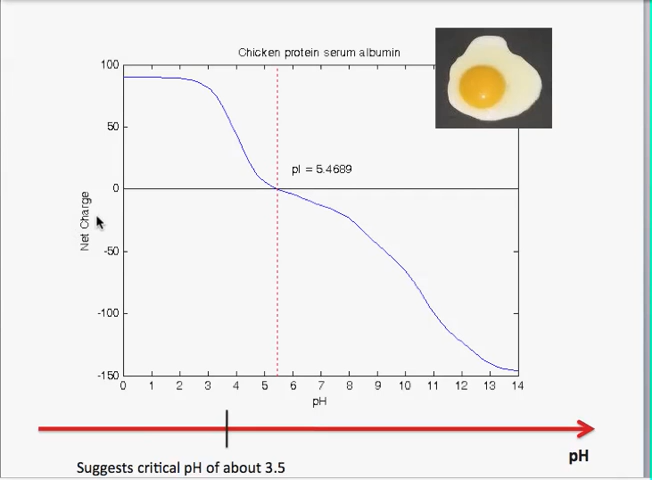 Chicken protein serum albumin
100
50
0
-50
-100
-150
Net Charge
pI = 5.4689
0 1 2 3 4 5 6 7 8 9 10 11 12 13 14
pH
pH
Suggests critical pH of about 3.5